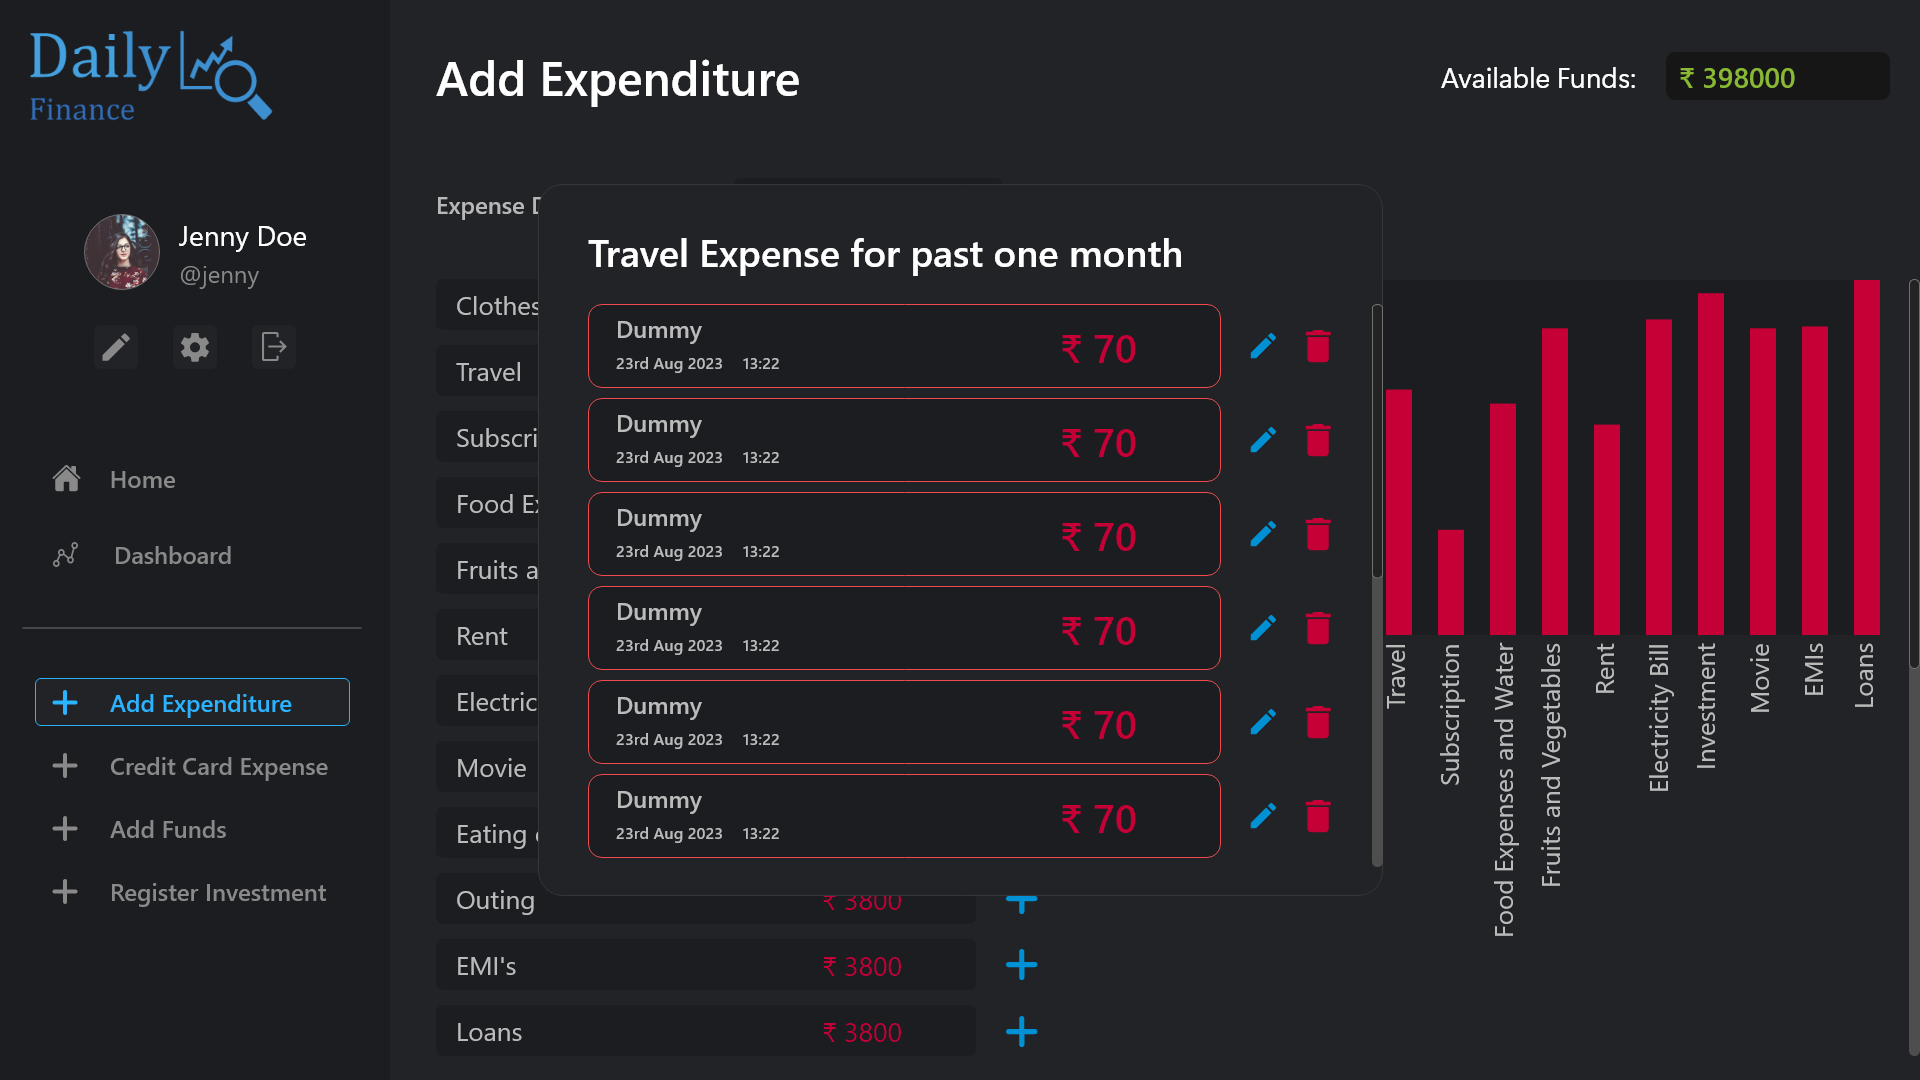 Daily
Finance
Jenny Doe
@jenny
Home
Dashboard
Add Expenditure
Credit Card Expense
Add Funds
Register Investment
Add Expenditure
Available Funds: ₹ 398000
Expense
Clothes
Travel
Subscri
Food
Fruits
Rent
Electric
Movie
Eating
Outing ₹ 3800
EMI's ₹ 3800
Loans ₹ 3800
Travel Expense for past one month
Dummy
23rd Aug 2023 13:22
₹ 70
Dummy
23rd Aug 2023 13:22
₹ 70
Dummy
23rd Aug 2023 13:22
₹ 70
Dummy
23rd Aug 2023 13:22
₹ 70
Dummy
23rd Aug 2023 13:22
₹ 70
Dummy
23rd Aug 2023 13:22
₹ 70
Travel
Subscription
Food Expenses and Water
Fruits and Vegetables
Rent
Electricity Bill
Investment
Movie
EMIs
Loans